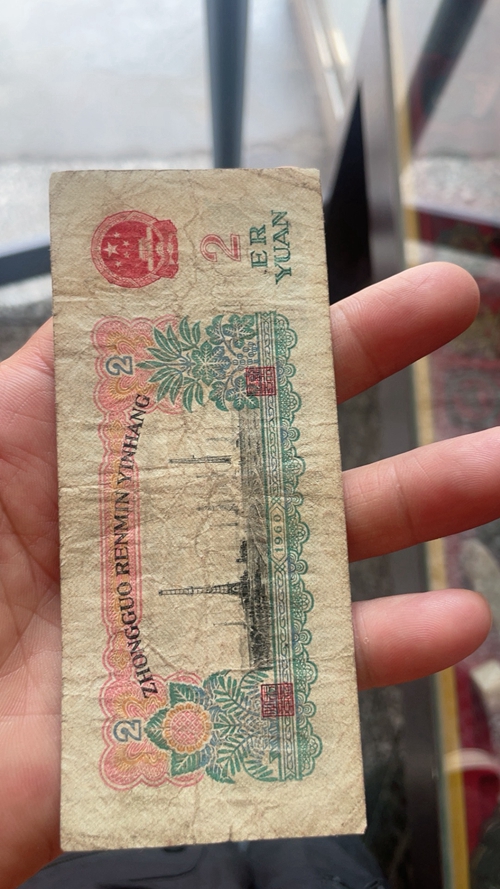 ZHONGGUO RENMIN YINHANG
2
2
2
ER
YUAN
1960